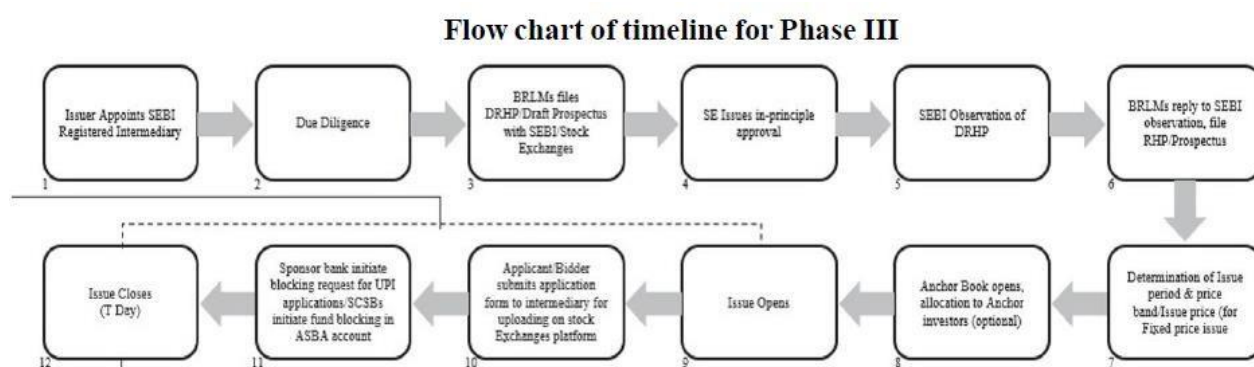 Flow chart of timeline for Phase III
Issuer Appoints SEBI
Registered Intermediary
1
Due Diligence
2
BRLMs files
DRHP/Draft Prospectus
with SEBI/Stock
Exchanges
3
SE Issues in-principle
approval
4
SEBI Observation of
DRHP
5
BRLMs reply to SEBI
observation, file
RHP/Prospectus
6
Determination of Issue
period & price
band/Issue price (for
Fixed price issue
7
Anchor Book opens,
allocation to Anchor
investors (optional)
8
Issue Opens
9
Applicant/Bidder
submits application
form to intermediary for
uploading on stock
Exchanges platform
10
Sponsor bank initiate
blocking request for UPI
applications/SCSBs
initiate fund blocking in
ASBA account
11
Issue Closes
(T Day)
12